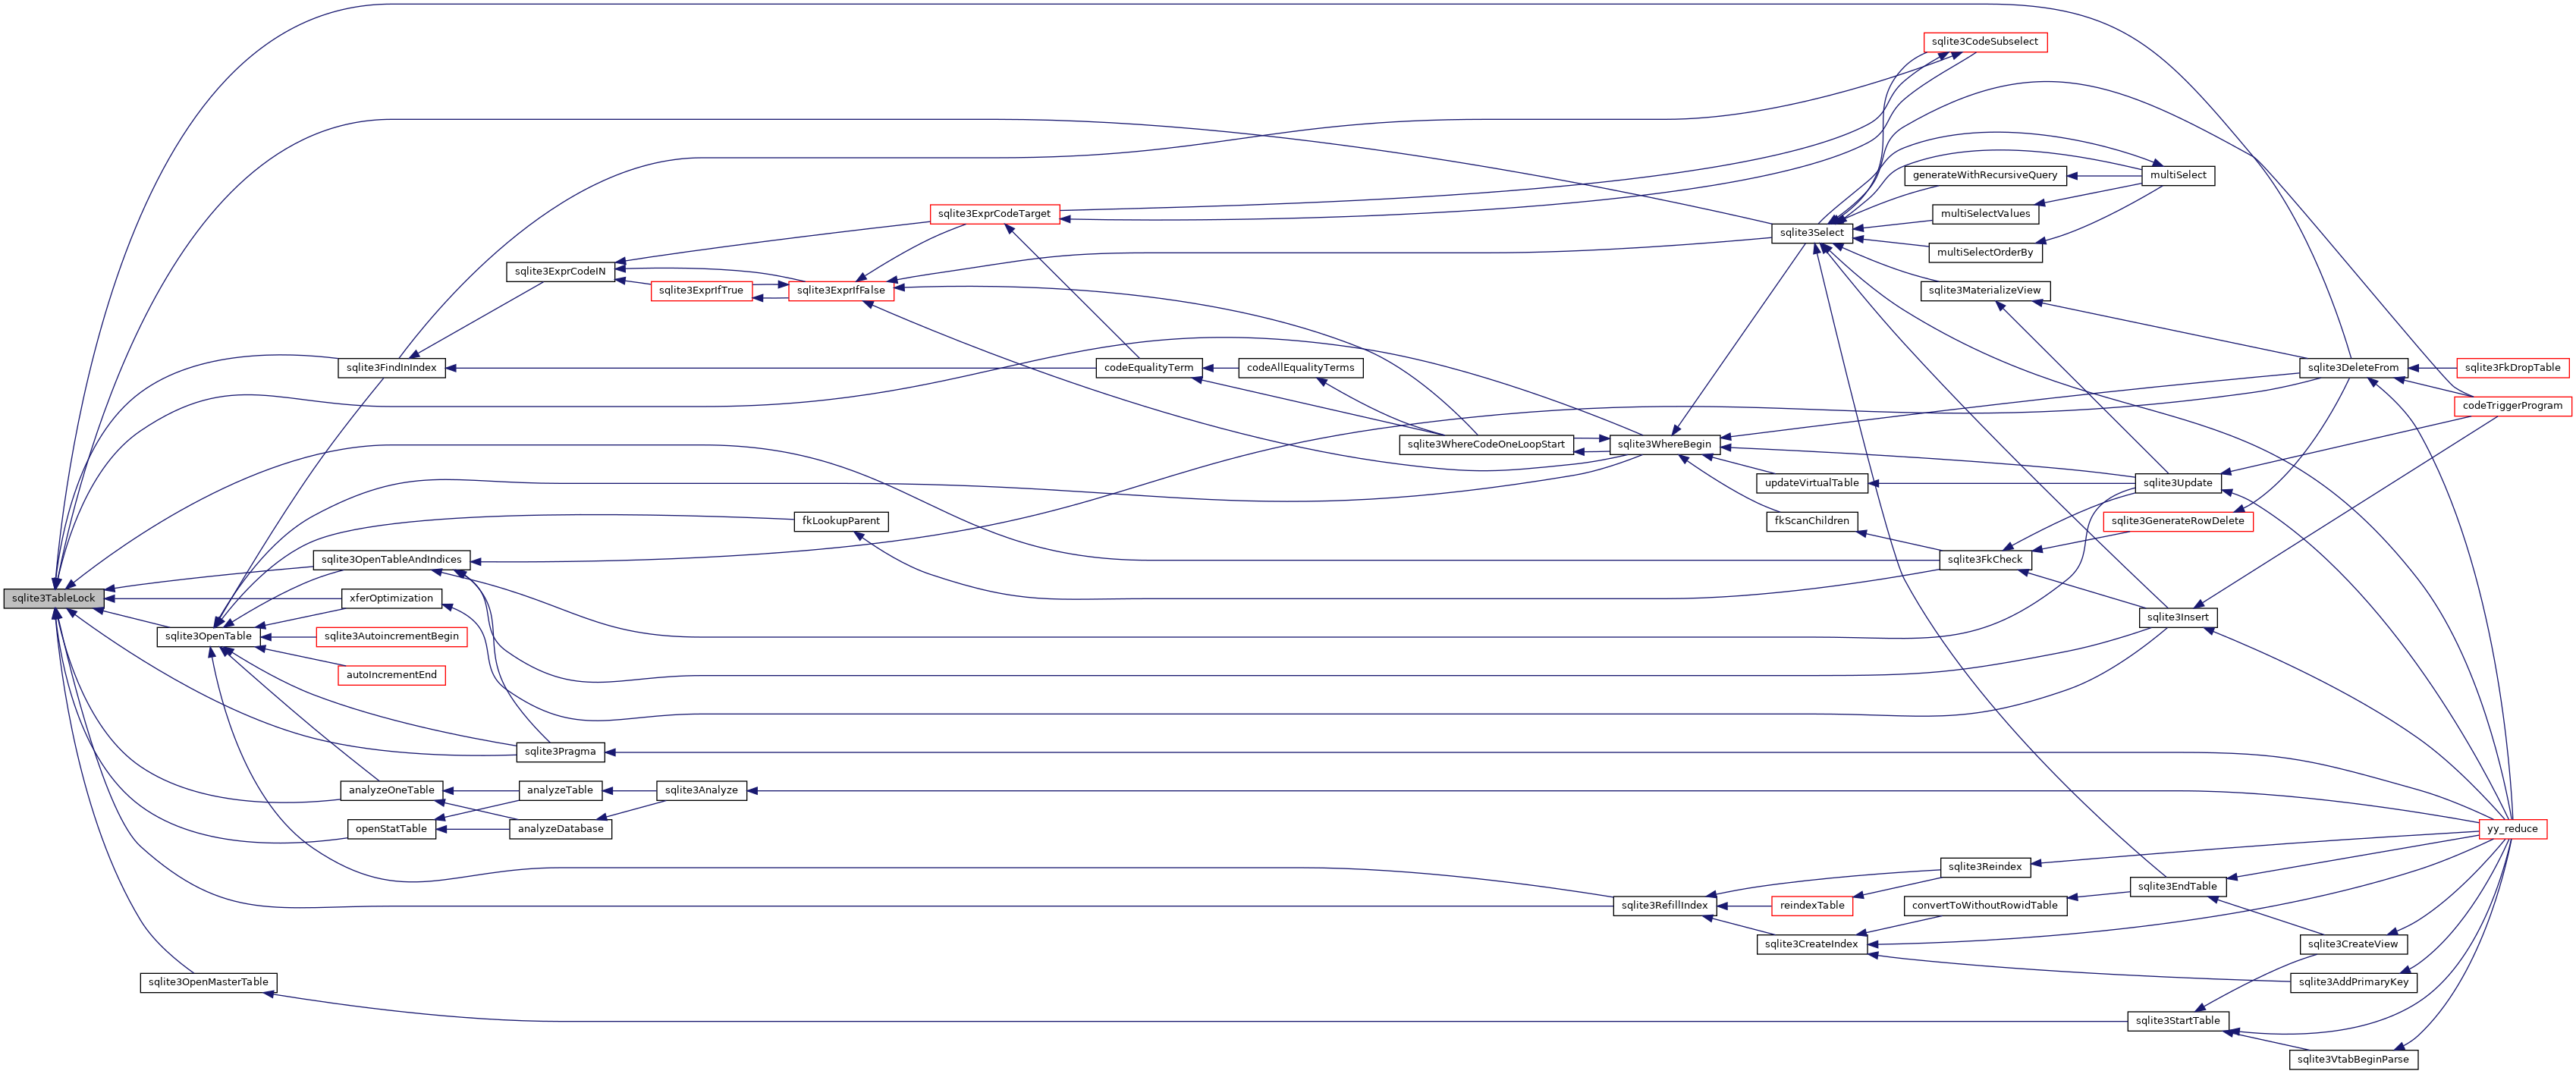 sqlite3CodeSubselect
generateWithRecursiveQuery
multiSelect
sqlite3ExprCodeTarget
multiSelectValues
sqlite3Select
multiSelectOrderBy
sqlite3ExprCodeIN
sqlite3ExprIfTrue
sqlite3ExprIfFalse
sqlite3MaterializeView
sqlite3FindInIndex
codeEqualityTerm
codeAllEqualityTerms
sqlite3DeleteFrom
sqlite3FkDropTable
codeTriggerProgram
sqlite3WhereCodeOneLoopStart
sqlite3WhereBegin
updateVirtualTable
sqlite3Update
fkLookupParent
fkScanChildren
sqlite3GenerateRowDelete
sqlite3OpenTableAndIndices
sqlite3FkCheck
sqlite3TableLock
xferOptimization
sqlite3Insert
sqlite3OpenTable
sqlite3AutoincrementBegin
autoIncrementEnd
sqlite3Pragma
analyzeOneTable
analyzeTable
sqlite3Analyze
openStatTable
analyzeDatabase
yy_reduce
sqlite3Reindex
sqlite3EndTable
sqlite3RefillIndex
reindexTable
convertToWithoutRowidTable
sqlite3CreateIndex
sqlite3CreateView
sqlite3OpenMasterTable
sqlite3AddPrimaryKey
sqlite3StartTable
sqlite3VtabBeginParse